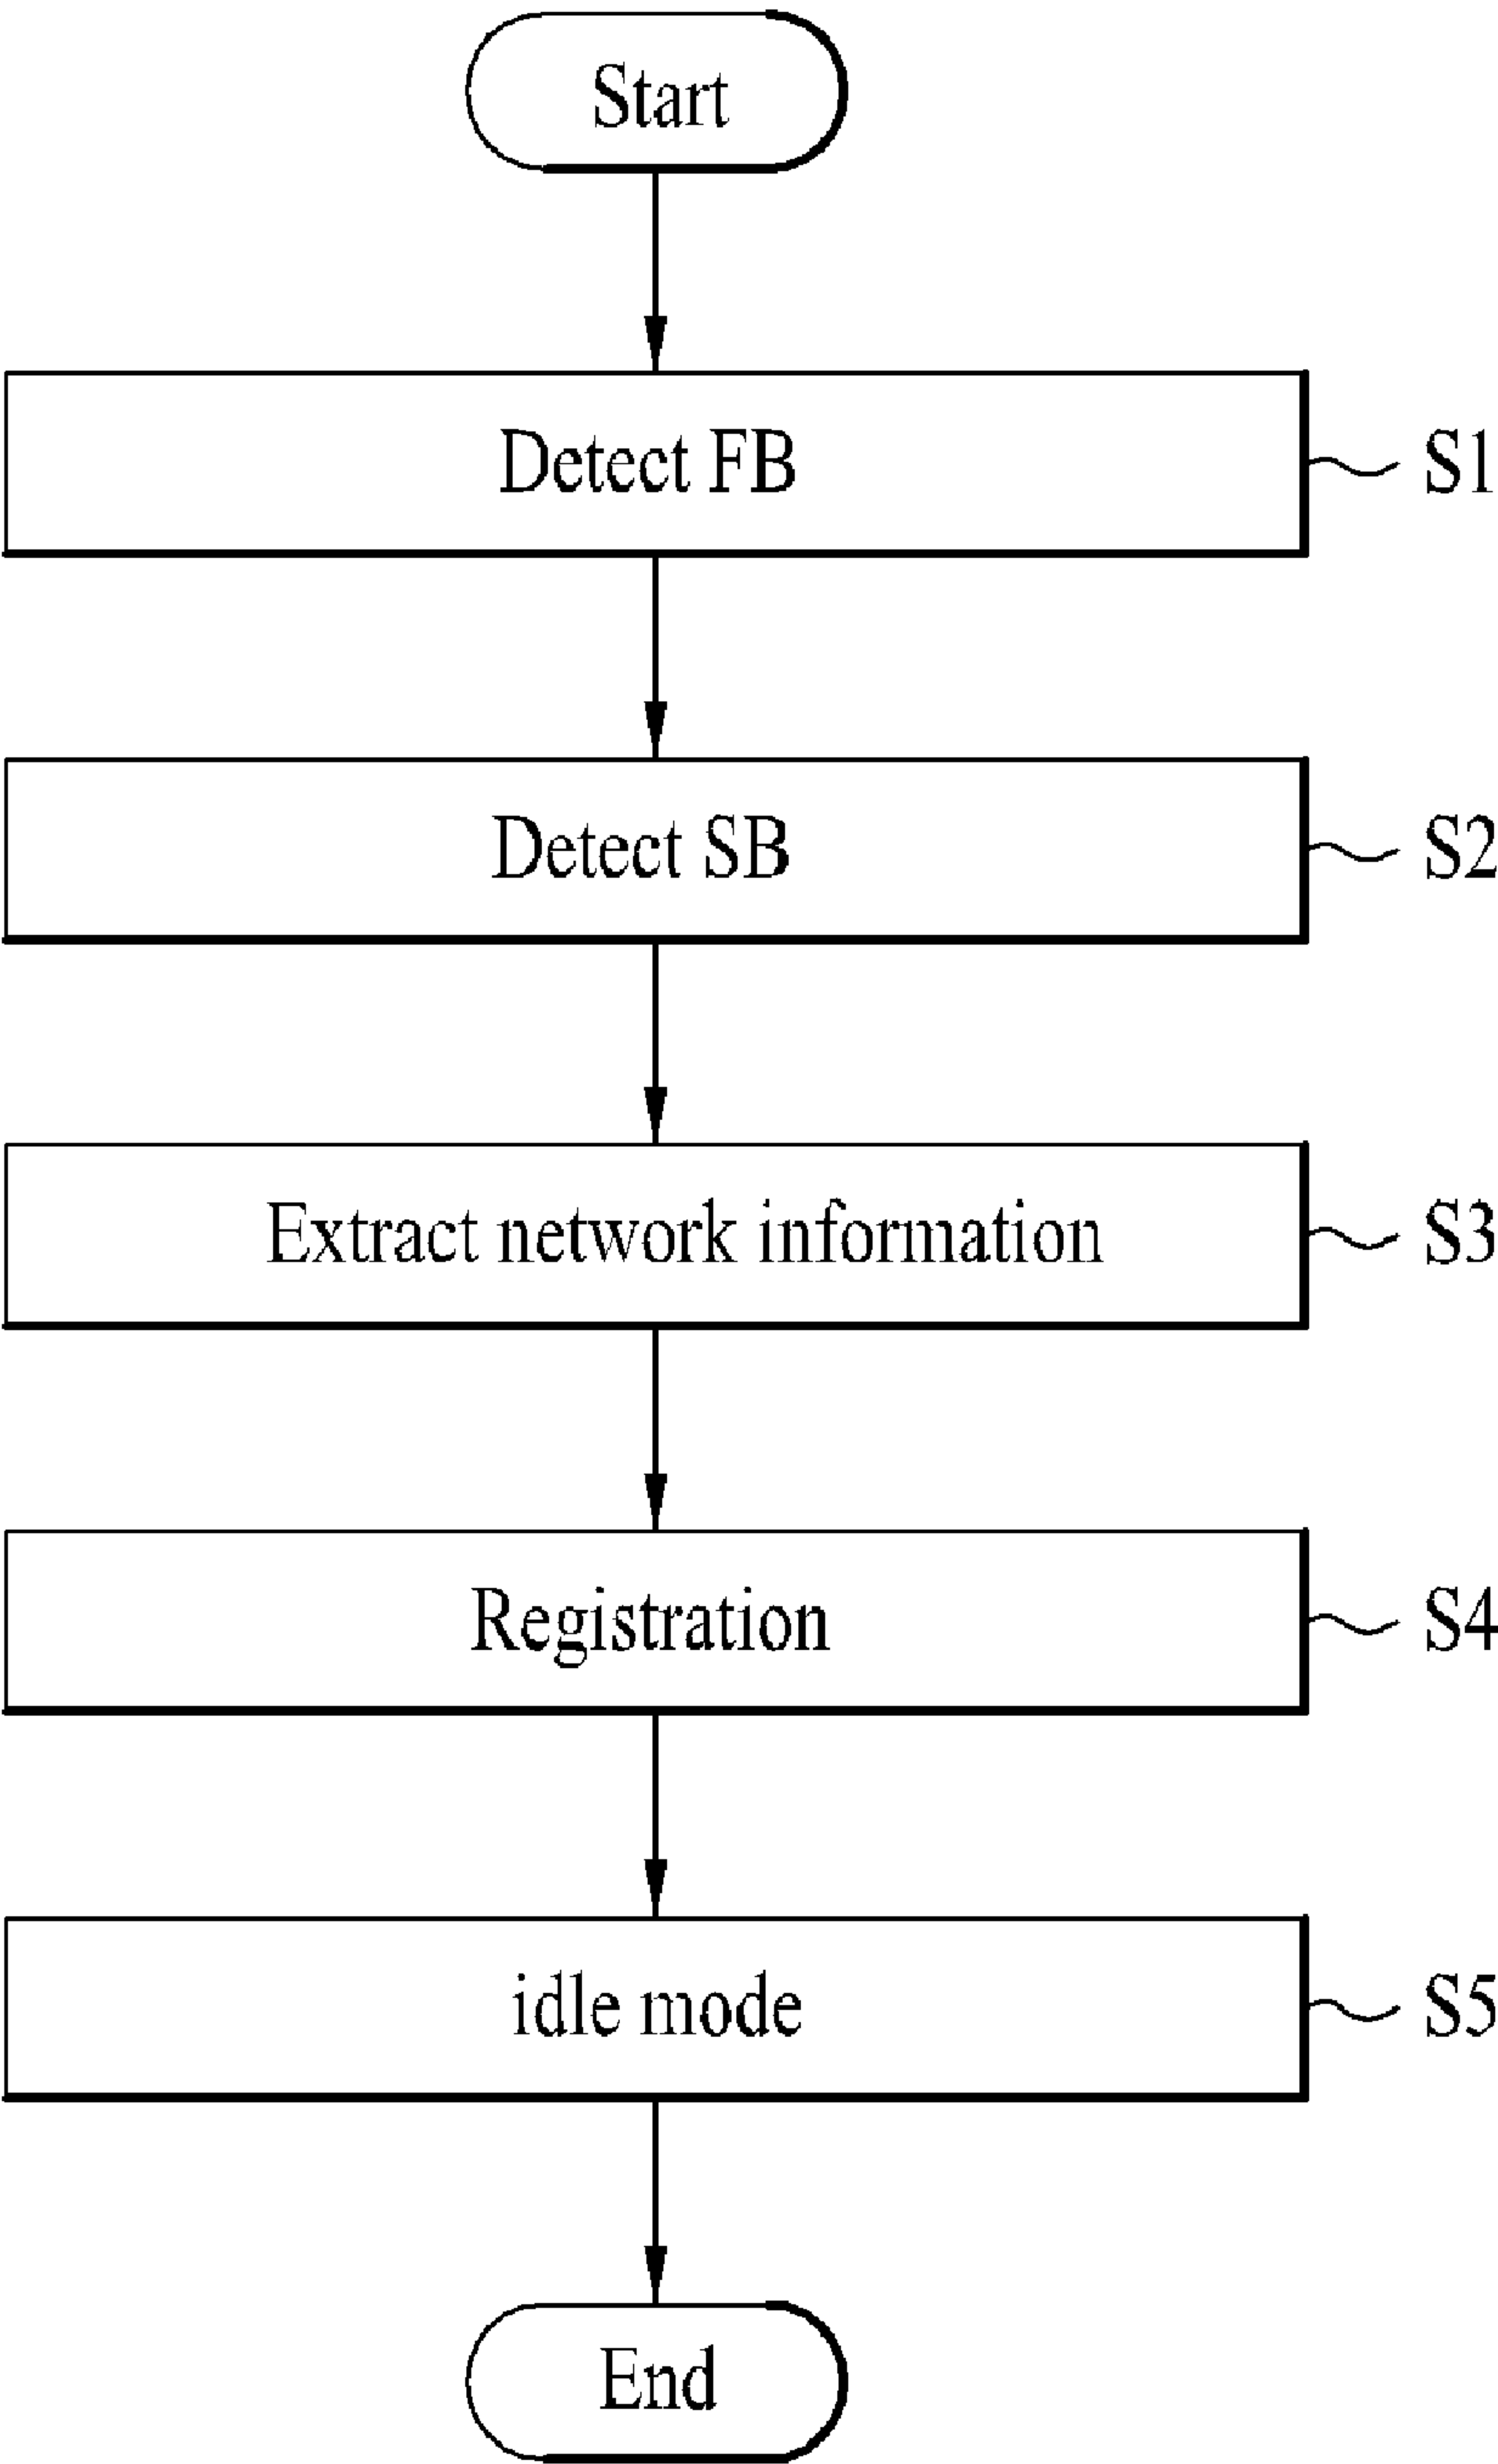 Start
Detect FB
S1
Detect SB
S2
Extract network information
S3
Registration
S4
idle mode
S5
End